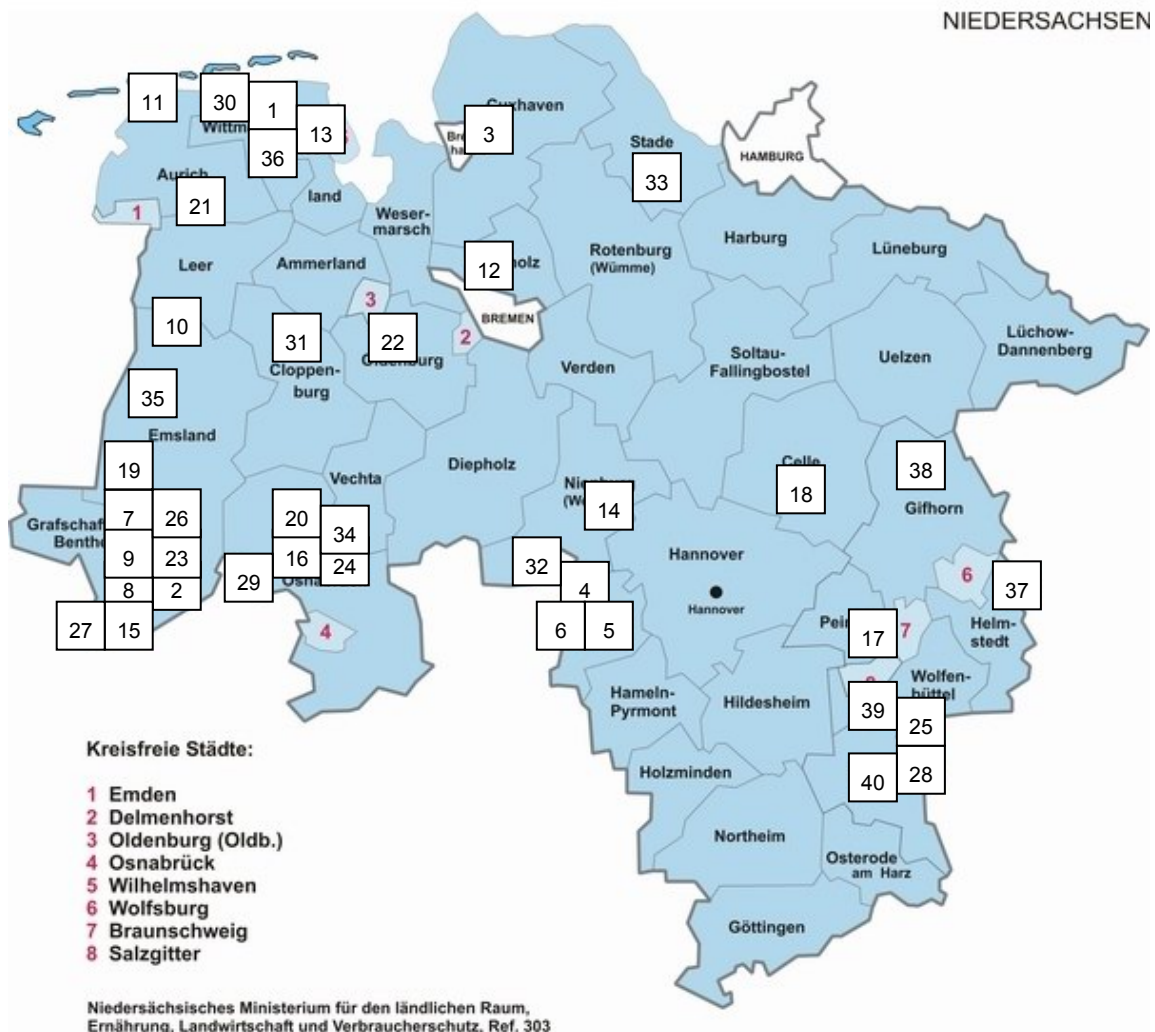 NIEDERSACHSEN
11
30
1
13
3
36
Cuxhaven
Stade
33
HAMBURG
Aurich
21
1
land
Weser-
marsch
12
Rotenburg
(Wümme)
Harburg
Lüneburg
Leer
Ammerland
3
2
BREMEN
10
31
22
Oldenburg
Cloppen-
burg
Verden
Soltau-
Fallingbostel
Uelzen
Lüchow-
Dannenberg
35
Emsland
19
Vechta
Diepholz
Celle
18
38
Gifhorn
7
26
20
34
14
Hannover
Hannover
9
23
16
24
29
32
4
8
2
6
37
27
15
6
5
4
17
7
Helm-
stedt
Wolfen-
büttel
Hameln-
Pyrmont
Hildesheim
39
25
40
28
Holzminden
Northeim
Osterode
am Harz
Göttingen
Kreisfreie Städte:
1 Emden
2 Delmenhorst
3 Oldenburg (Oldb.)
4 Osnabrück
5 Wilhelmshaven
6 Wolfsburg
7 Braunschweig
8 Salzgitter
Niedersächsisches Ministerium für den ländlichen Raum,
Ernährung, Landwirtschaft und Verbraucherschutz, Ref. 303